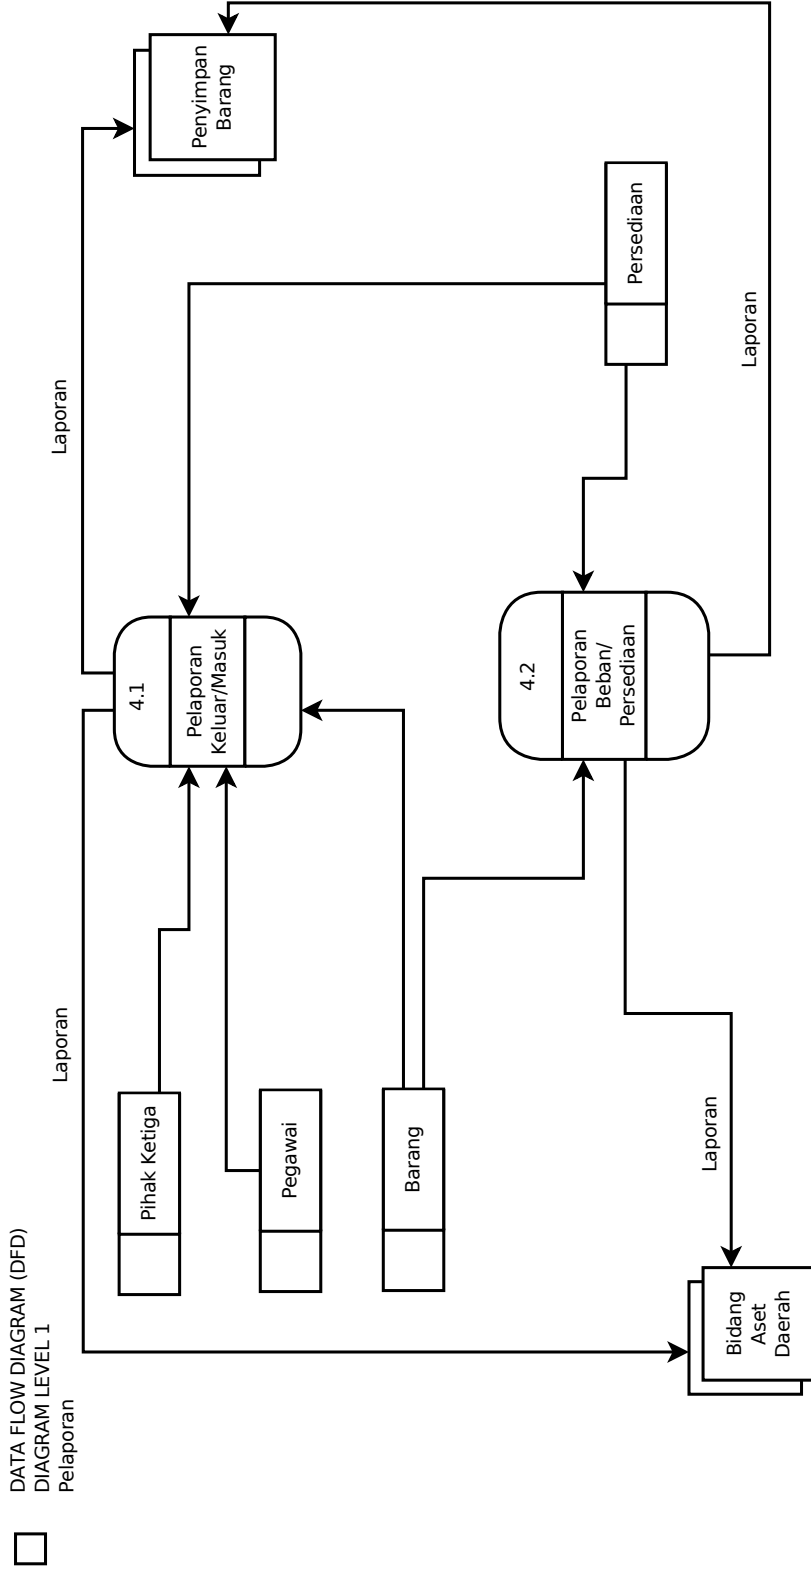 DATA FLOW DIAGRAM (DFD)
DIAGRAM LEVEL 1
Pelaporan
Laporan
Laporan
Pihak Ketiga
4.1
Pelaporan
Keluar/Masuk
Penyimpan
Barang
Pegawai
Barang
4.2
Pelaporan
Beban/
Persediaan
Persediaan
Laporan
Laporan
Bidang
Aset
Daerah